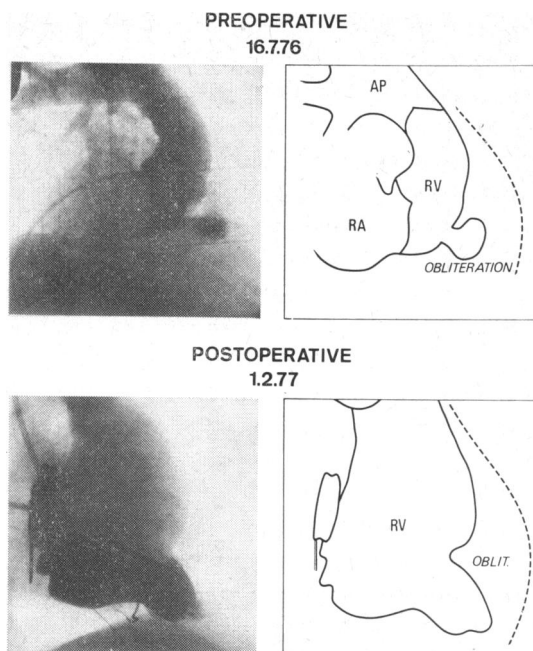 PREOPERATIVE
16.7.76
AP
RV
RA
OBLITERATION
POSTOPERATIVE
1.2.77
RV
OBLIT.